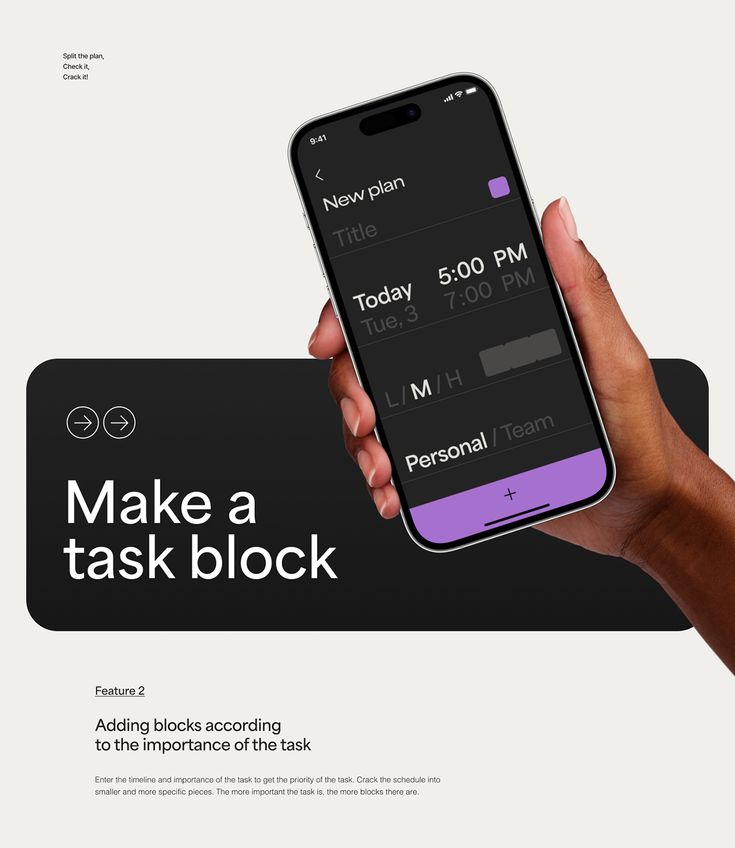 Split the plan,
Check it,
Crack it!
9:41
New plan
Title
Today 5:00 PM
Tue, 3 7:00 PM
L / M / H
Personal / Team
+
Make a
task block
Feature 2
Adding blocks according
to the importance of the task
Enter the timeline and importance of the task to get the priority of the task. Crack the schedule into
smaller and more specific pieces. The more important the task is, the more blocks there are.